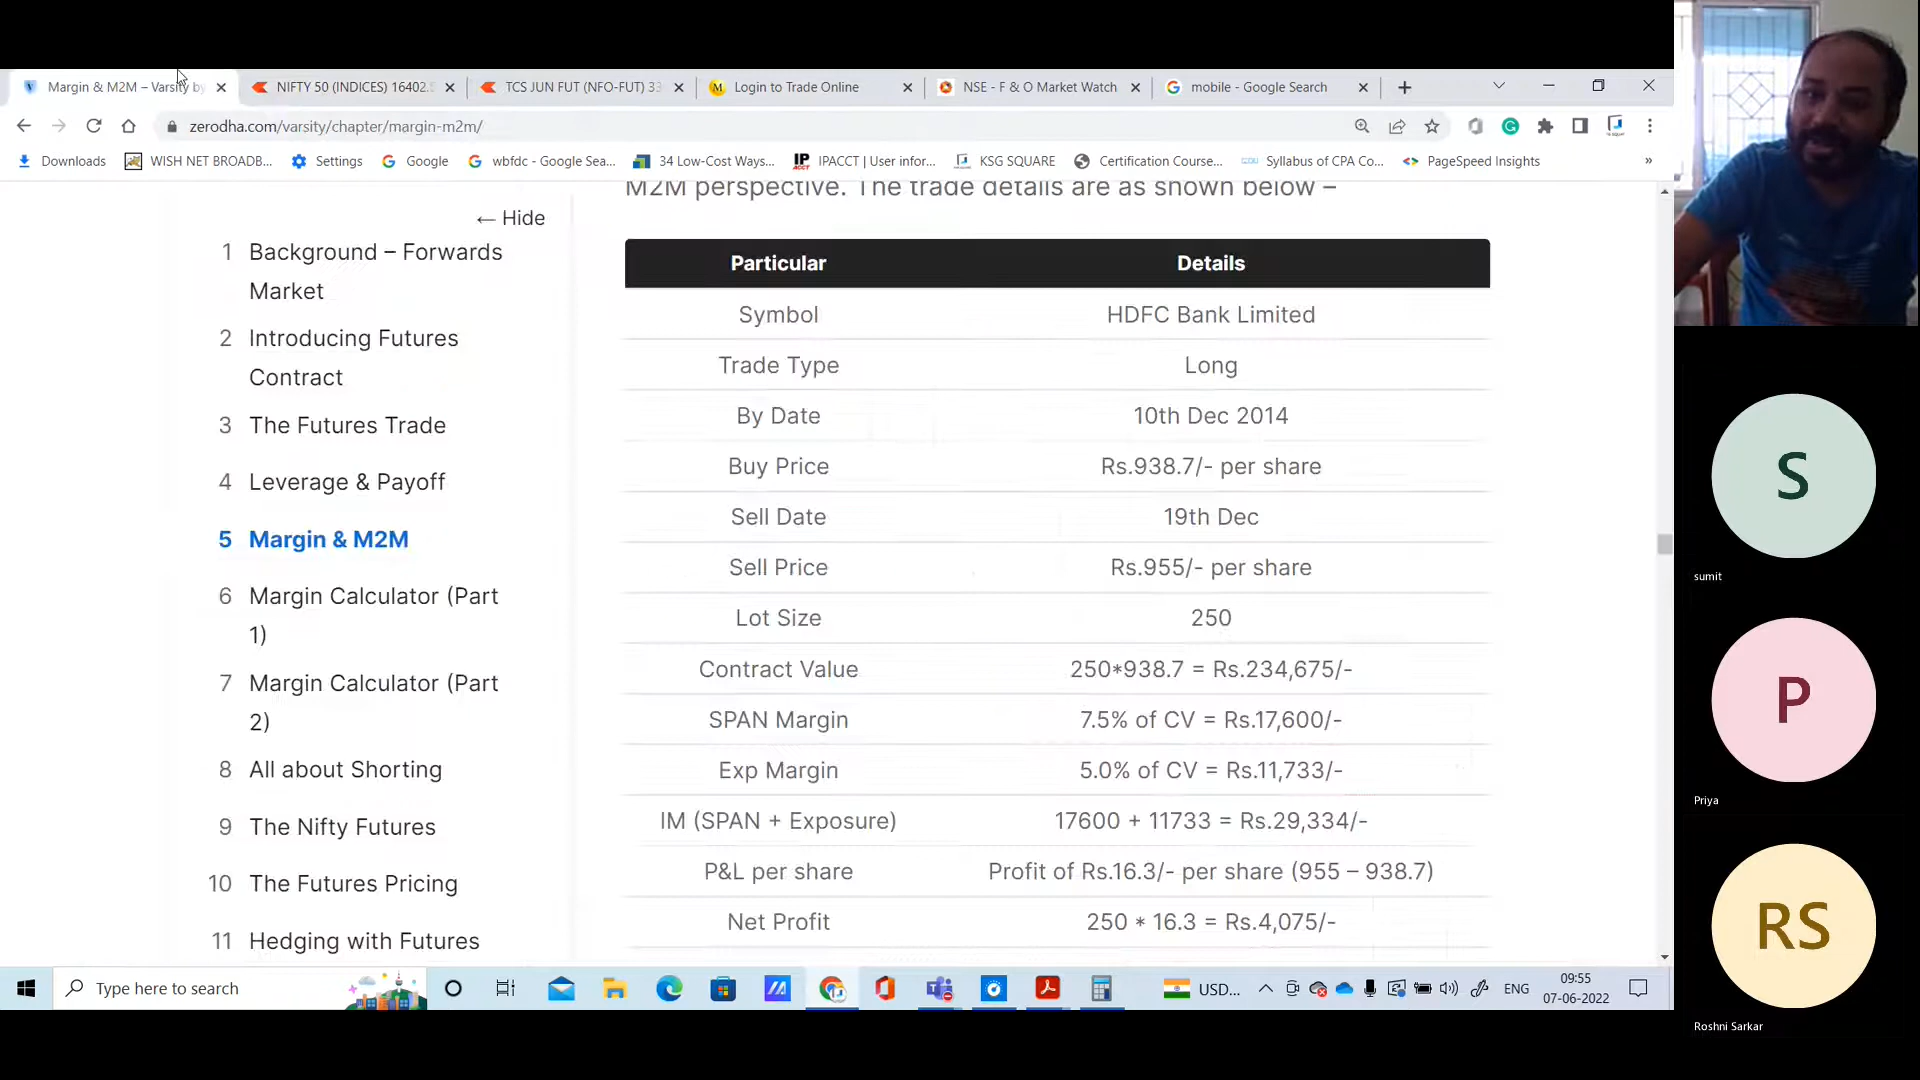 Margin & M2M – Varsity by
NIFTY 50 (INDICES) 16402.
TCS JUN FUT (NFO-FUT) 33
Login to Trade Online
NSE - F & O Market Watch
mobile - Google Search
zerodha.com/varsity/chapter/margin-m2m/
Downloads
WISH NET BROADB...
Settings
Google
wbfdc - Google Sea...
34 Low-Cost Ways...
IPACCT | User infor...
KSG SQUARE
Certification Course...
Syllabus of CPA Co...
PageSpeed Insights
»
← Hide
1 Background – Forwards
Market
2 Introducing Futures
Contract
3 The Futures Trade
4 Leverage & Payoff
5 Margin & M2M
6 Margin Calculator (Part
1)
7 Margin Calculator (Part
2)
8 All about Shorting
9 The Nifty Futures
10 The Futures Pricing
11 Hedging with Futures
M2M perspective. The trade details are as shown below –
Particular Details
Symbol HDFC Bank Limited
Trade Type Long
By Date 10th Dec 2014
Buy Price Rs.938.7/- per share
Sell Date 19th Dec
Sell Price Rs.955/- per share
Lot Size 250
Contract Value 250*938.7 = Rs.234,675/-
SPAN Margin 7.5% of CV = Rs.17,600/-
Exp Margin 5.0% of CV = Rs.11,733/-
IM (SPAN + Exposure) 17600 + 11733 = Rs.29,334/-
P&L per share Profit of Rs.16.3/- per share (955 – 938.7)
Net Profit 250 * 16.3 = Rs.4,075/-
Type here to search
USD...
ENG
09:55
07-06-2022
S
sumit
P
Priya
RS
Roshni Sarkar